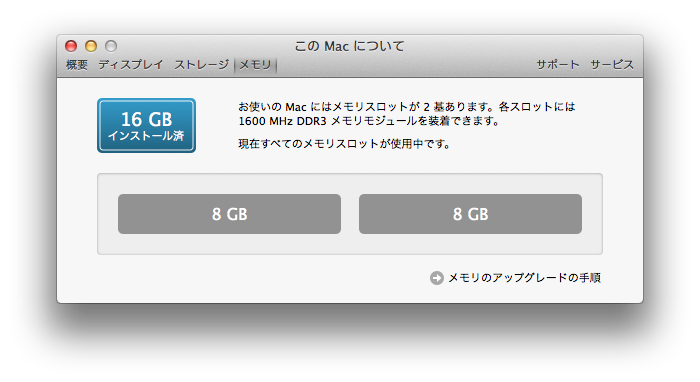 この Mac について
概要 ディスプレイ ストレージ メモリ サポート サービス
16 GB
インストール済
お使いの Mac にはメモリスロットが 2 基あります。各スロットには
1600 MHz DDR3 メモリモジュールを装着できます。
現在すべてのメモリスロットが使用中です。
8 GB 8 GB
メモリのアップグレードの手順